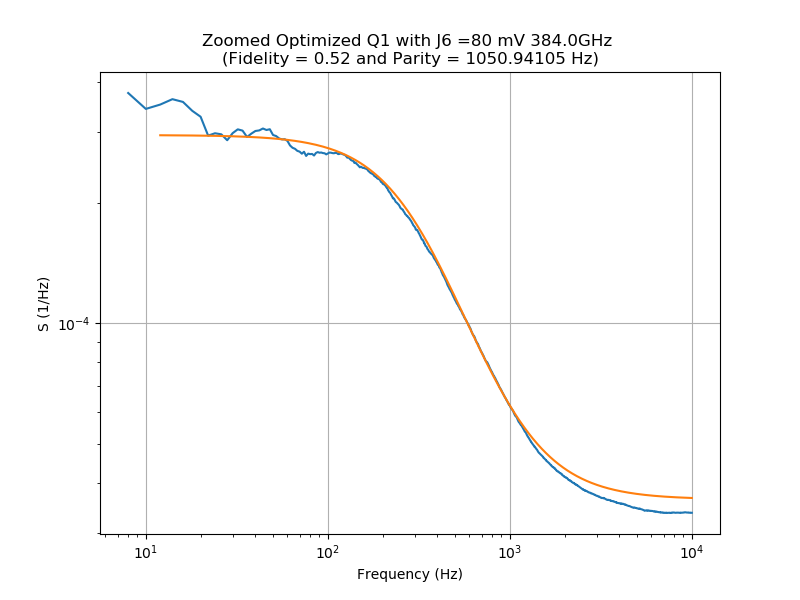 Zoomed Optimized Q1 with J6 =80 mV 384.0GHz
(Fidelity = 0.52 and Parity = 1050.94105 Hz)
S (1/Hz)
10⁻⁴
10¹ 10² 10³ 10⁴
Frequency (Hz)